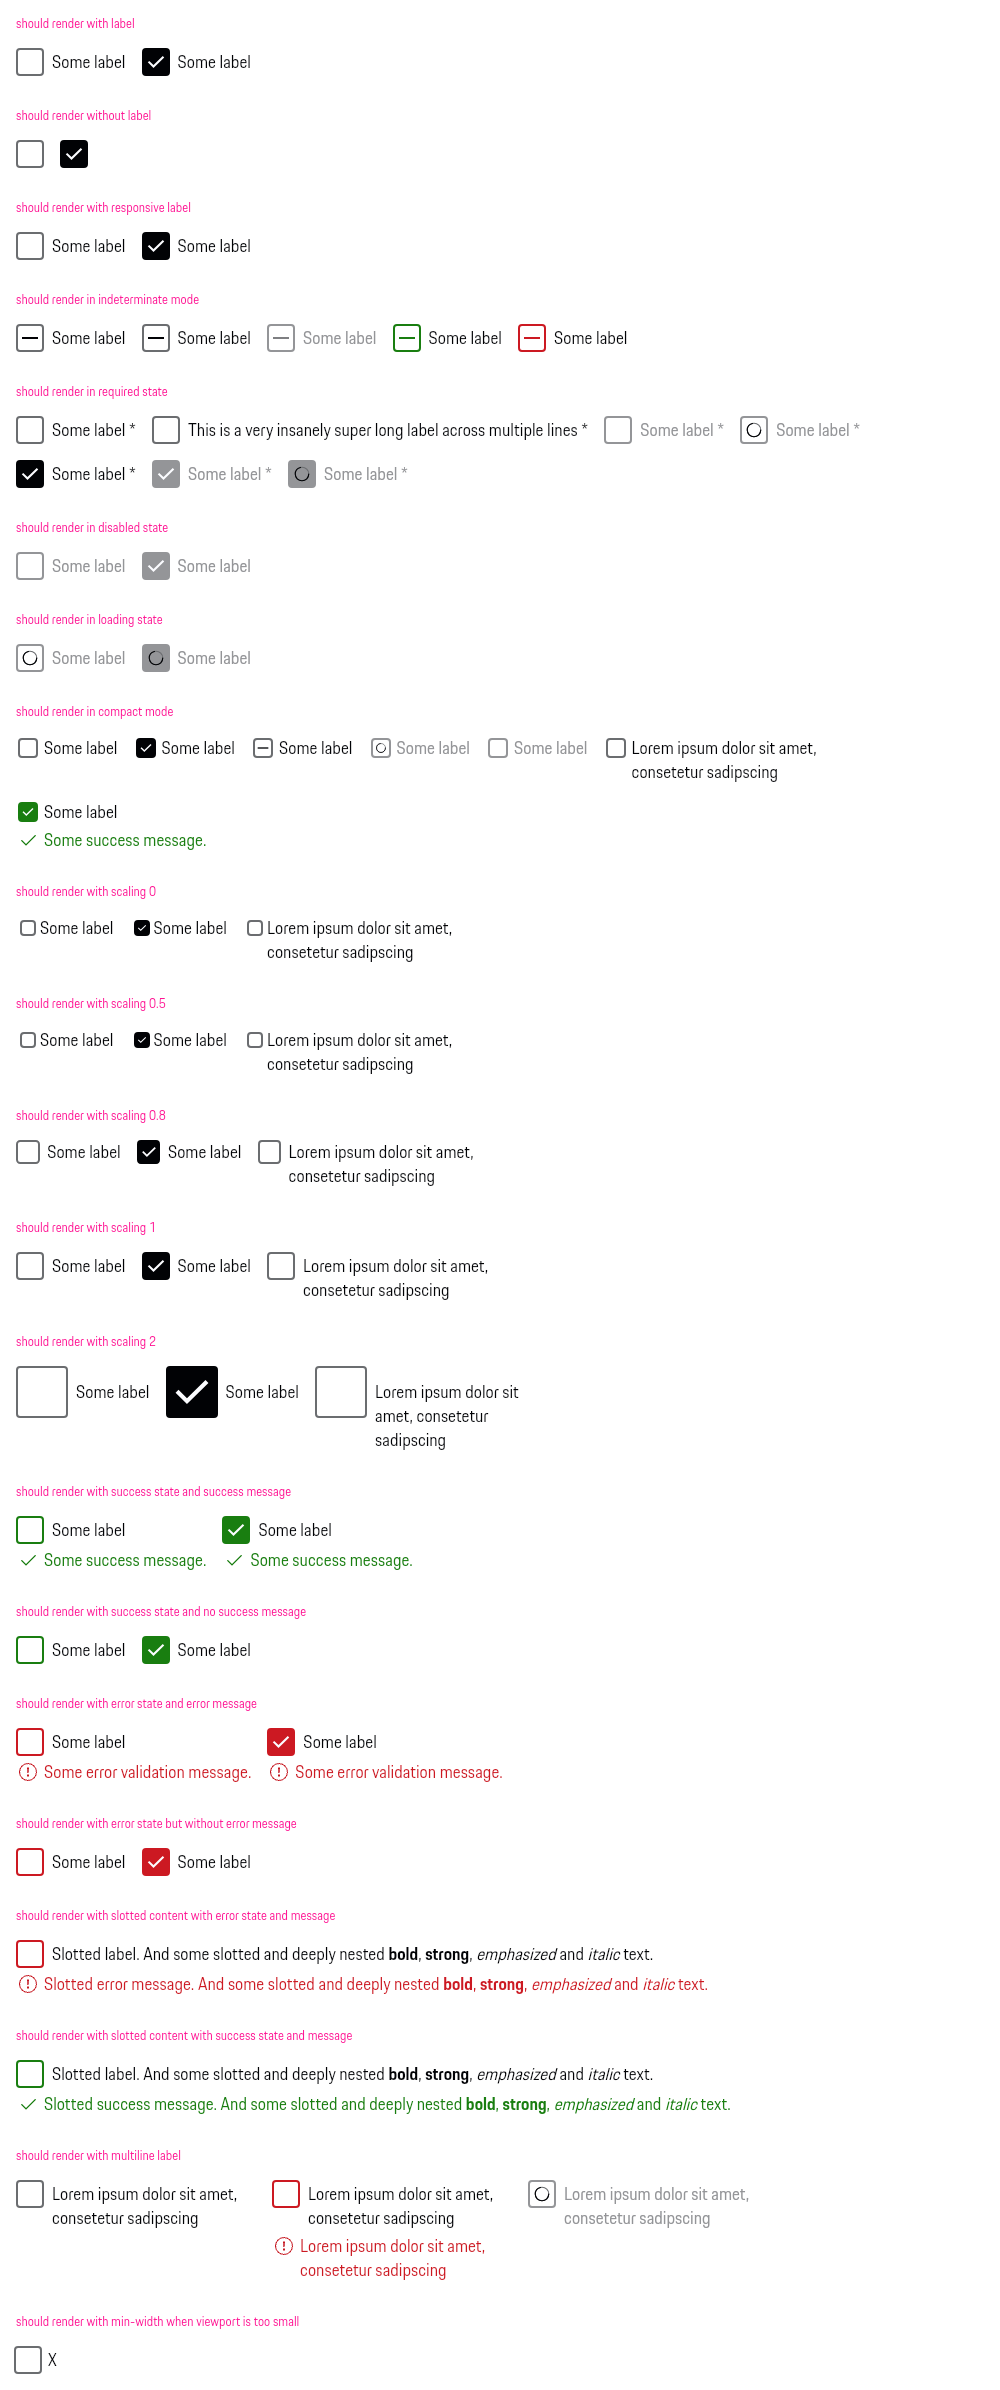 should render with label
Some label Some label
should render without label
should render with responsive label
Some label Some label
should render in indeterminate mode
Some label Some label Some label Some label Some label
should render in required state
Some label * This is a very insanely super long label across multiple lines * Some label * Some label *
Some label * Some label * Some label *
should render in disabled state
Some label Some label
should render in loading state
Some label Some label
should render in compact mode
Some label Some label Some label Some label Some label Lorem ipsum dolor sit amet,
consetetur sadipscing
Some label
Some success message.
should render with scaling 0
Some label Some label Lorem ipsum dolor sit amet,
consetetur sadipscing
should render with scaling 0.5
Some label Some label Lorem ipsum dolor sit amet,
consetetur sadipscing
should render with scaling 0.8
Some label Some label Lorem ipsum dolor sit amet,
consetetur sadipscing
should render with scaling 1
Some label Some label Lorem ipsum dolor sit amet,
consetetur sadipscing
should render with scaling 2
Some label Some label Lorem ipsum dolor sit
amet, consetetur
sadipscing
should render with success state and success message
Some label Some label
Some success message. Some success message.
should render with success state and no success message
Some label Some label
should render with error state and error message
Some label Some label
Some error validation message. Some error validation message.
should render with error state but without error message
Some label Some label
should render with slotted content with error state and message
Slotted label. And some slotted and deeply nested bold, strong, emphasized and italic text.
Slotted error message. And some slotted and deeply nested bold, strong, emphasized and italic text.
should render with slotted content with success state and message
Slotted label. And some slotted and deeply nested bold, strong, emphasized and italic text.
Slotted success message. And some slotted and deeply nested bold, strong, emphasized and italic text.
should render with multiline label
Lorem ipsum dolor sit amet, Lorem ipsum dolor sit amet, Lorem ipsum dolor sit amet,
consetetur sadipscing consetetur sadipscing consetetur sadipscing
Lorem ipsum dolor sit amet,
consetetur sadipscing
should render with min-width when viewport is too small
X